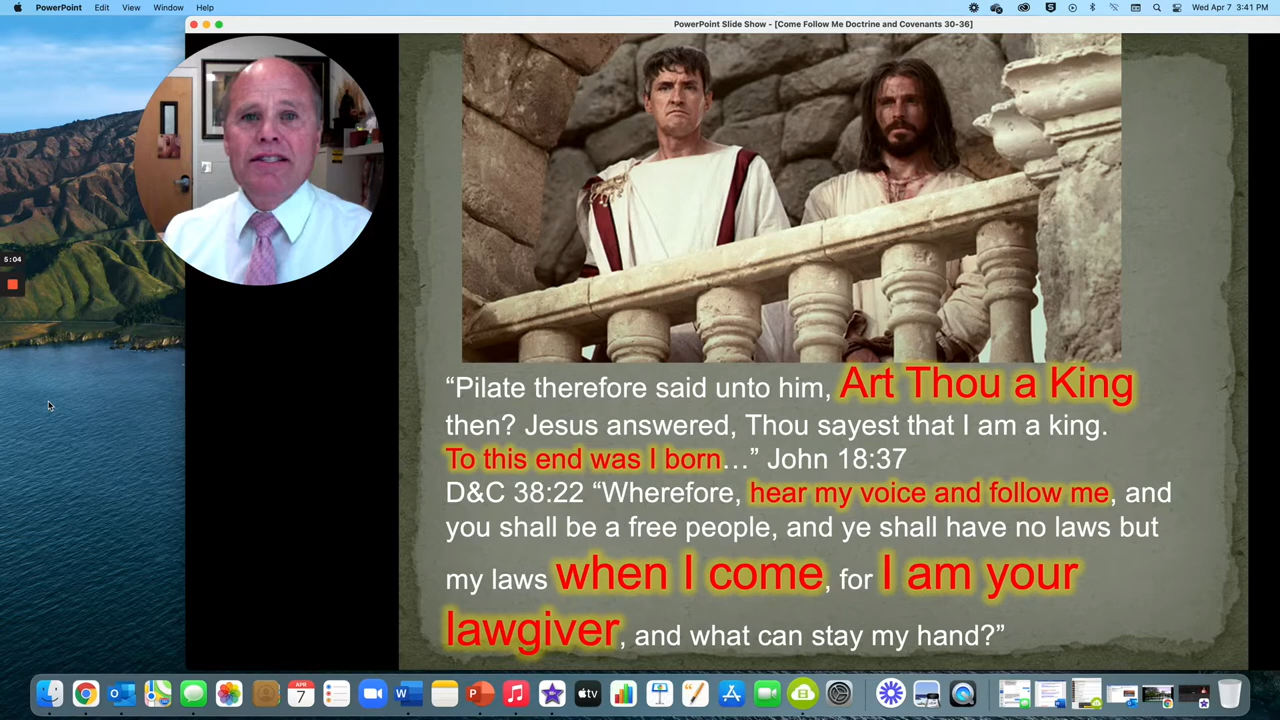 PowerPoint Edit View Window Help Wed Apr 7 3:41 PM
PowerPoint Slide Show - [Come Follow Me Doctrine and Covenants 30-36]
5:04
“Pilate therefore said unto him, Art Thou a King
then? Jesus answered, Thou sayest that I am a king.
To this end was I born…” John 18:37
D&C 38:22 “Wherefore, hear my voice and follow me, and
you shall be a free people, and ye shall have no laws but
my laws when I come, for I am your
lawgiver, and what can stay my hand?”
APR
7
tv